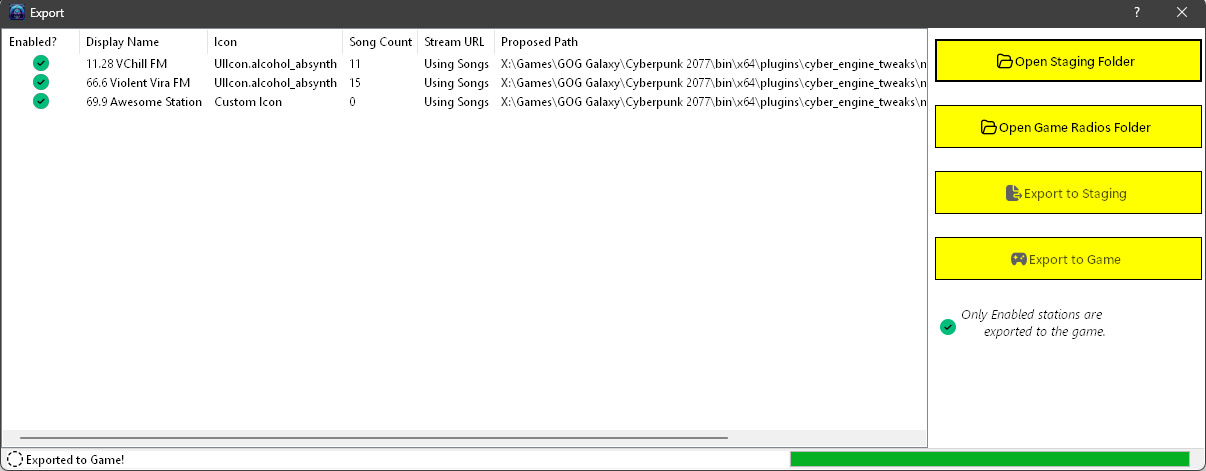 Export ?
Enabled? Display Name Icon Song Count Stream URL Proposed Path
11.28 VChill FM UIIcon.alcohol_absynth 11 Using Songs X:\Games\GOG Galaxy\Cyberpunk 2077\bin\x64\plugins\cyber_engine_tweaks\n
66.6 Violent Vira FM UIIcon.alcohol_absynth 15 Using Songs X:\Games\GOG Galaxy\Cyberpunk 2077\bin\x64\plugins\cyber_engine_tweaks\n
69.9 Awesome Station Custom Icon 0 Using Songs X:\Games\GOG Galaxy\Cyberpunk 2077\bin\x64\plugins\cyber_engine_tweaks\n
Open Staging Folder
Open Game Radios Folder
Export to Staging
Export to Game
Only Enabled stations are
exported to the game.
Exported to Game!